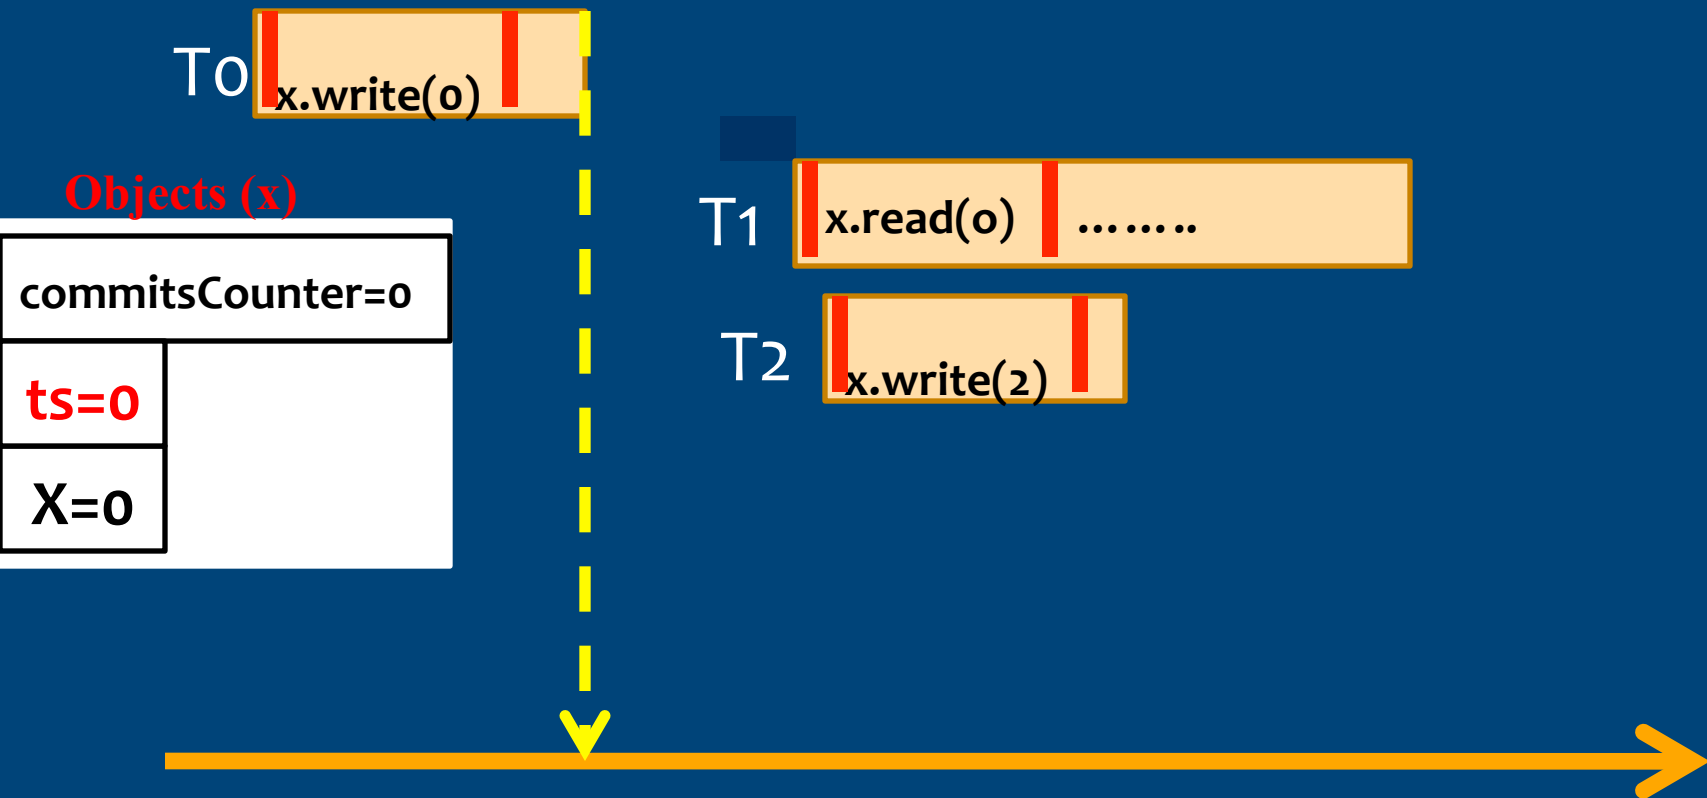 T0
x.write(0)
Objects (x)
commitsCounter=0
ts=0
X=0
T1
x.read(0)
........
T2
x.write(2)